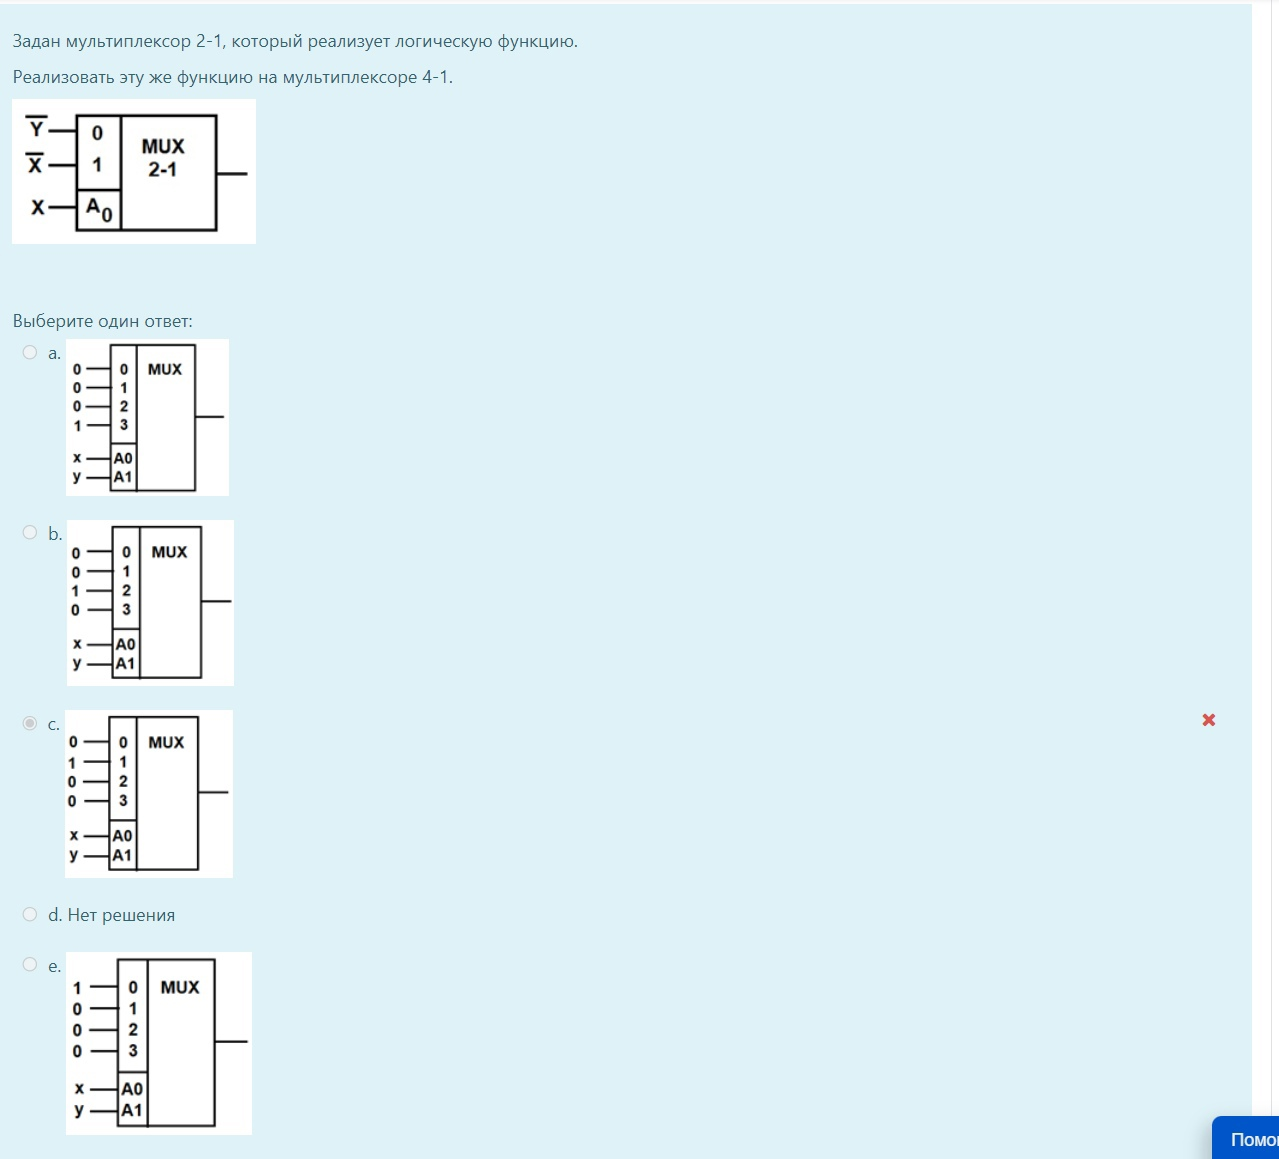 Задан мультиплексор 2-1, который реализует логическую функцию.
Реализовать эту же функцию на мультиплексоре 4-1.
Y 0 MUX
X 1 2-1
X A0
Выберите один ответ:
a.
0 0 MUX
0 1
0 2
1 3
x A0
y A1
b.
0 0 MUX
0 1
1 2
0 3
x A0
y A1
c.
0 0 MUX
1 1
0 2
0 3
x A0
y A1
d. Нет решения
e.
1 0 MUX
0 1
0 2
0 3
x A0
y A1